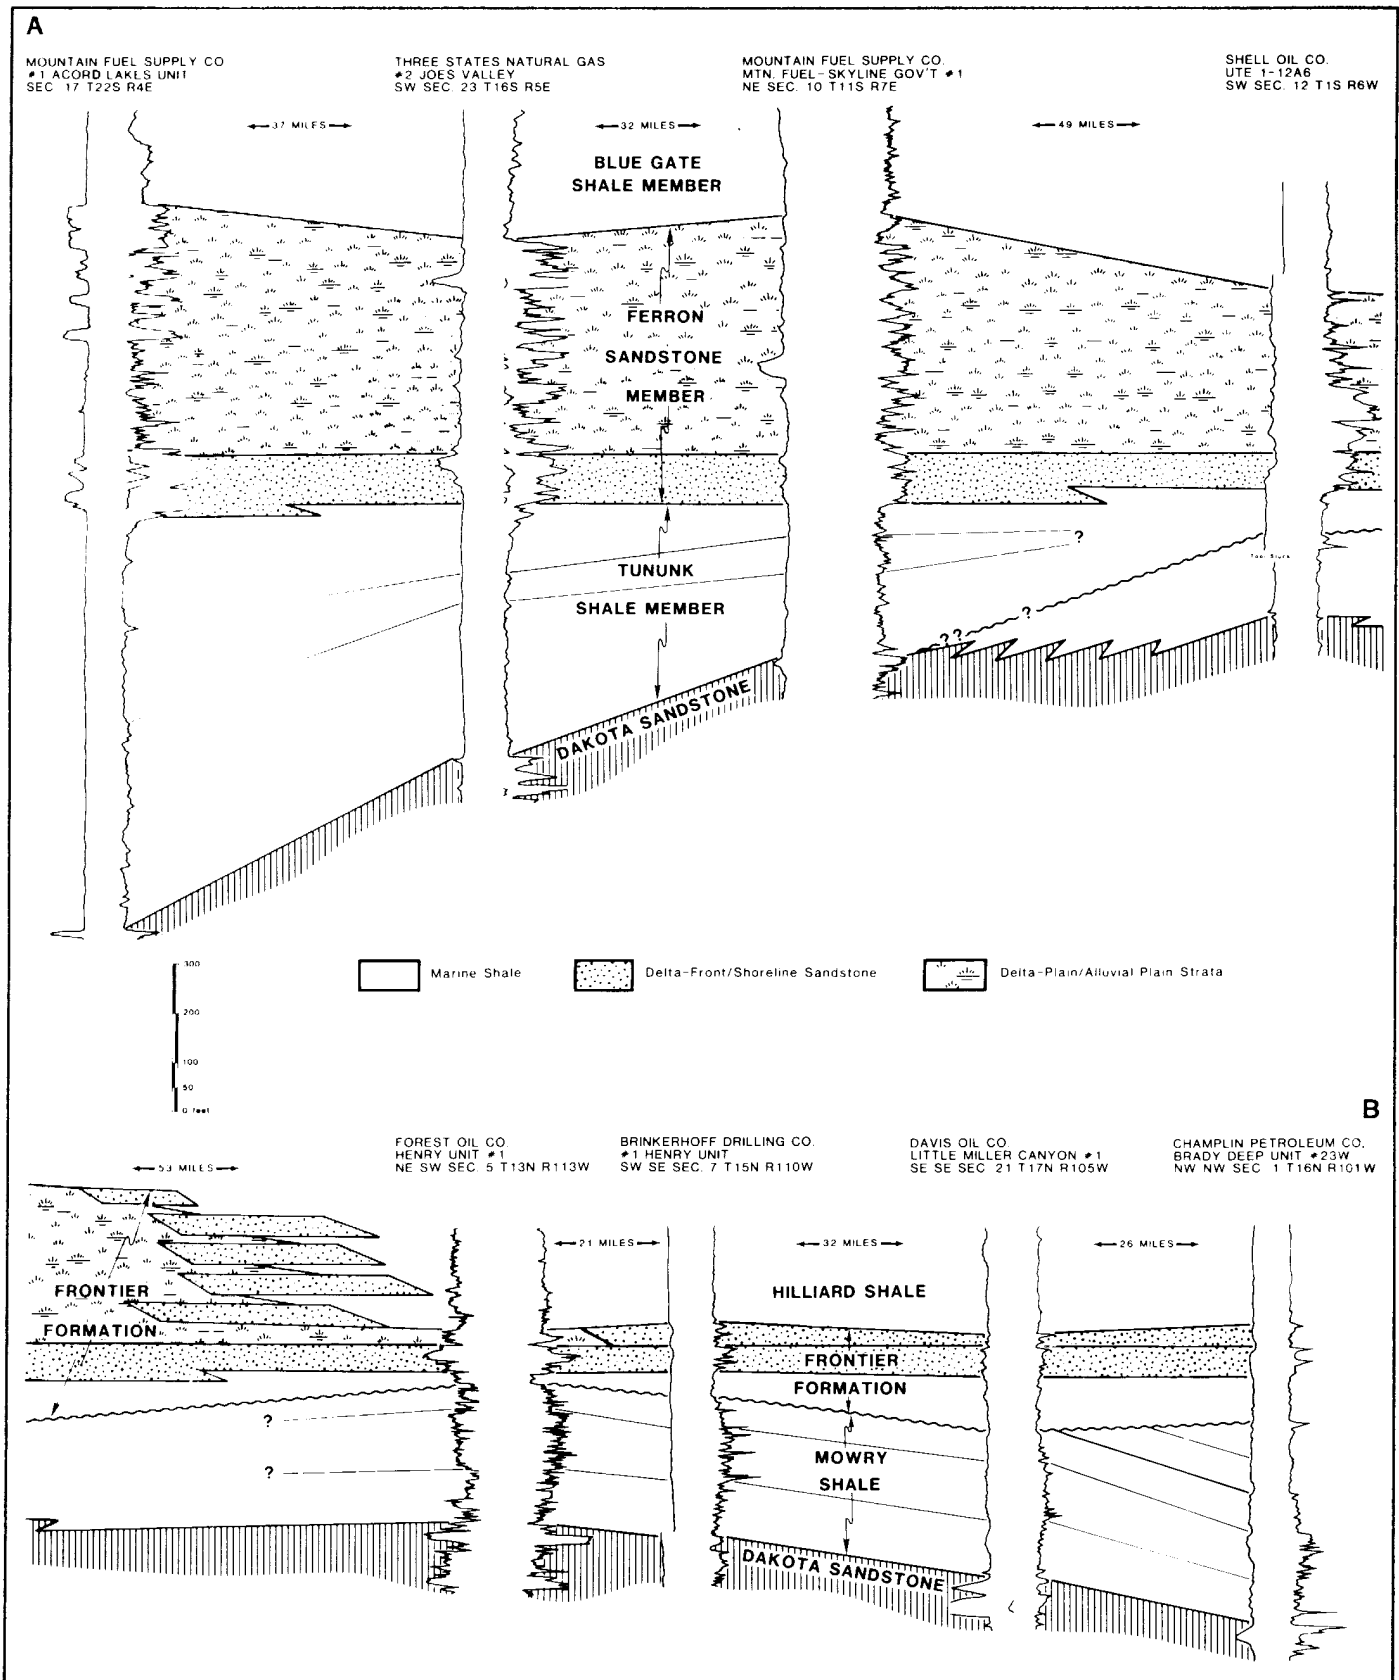 A
MOUNTAIN FUEL SUPPLY CO
#1 ACORD LAKES UNIT
SEC 17 T22S R4E
THREE STATES NATURAL GAS
#2 JOES VALLEY
SW SEC. 23 T16S R5E
MOUNTAIN FUEL SUPPLY CO.
MTN. FUEL-SKYLINE GOV'T #1
NE SEC. 10 T11S R7E
SHELL OIL CO.
UTE 1-12A6
SW SEC. 12 T1S R6W
37 MILES
32 MILES
49 MILES
BLUE GATE
SHALE MEMBER
FERRON
SANDSTONE
MEMBER
TUNUNK
SHALE MEMBER
DAKOTA SANDSTONE
?
???
Tool Stuck
300
200
100
50
0 feet
Marine Shale
Delta-Front/Shoreline Sandstone
Delta-Plain/Alluvial Plain Strata
B
FOREST OIL CO.
HENRY UNIT #1
NE SW SEC. 5 T13N R113W
BRINKERHOFF DRILLING CO.
#1 HENRY UNIT
SW SE SEC. 7 T15N R110W
DAVIS OIL CO.
LITTLE MILLER CANYON #1
SE SE SEC 21 T17N R105W
CHAMPLIN PETROLEUM CO.
BRADY DEEP UNIT #23W
NW NW SEC 1 T16N R101W
53 MILES
21 MILES
32 MILES
26 MILES
FRONTIER
FORMATION
?
?
HILLIARD SHALE
FRONTIER
FORMATION
MOWRY
SHALE
DAKOTA SANDSTONE